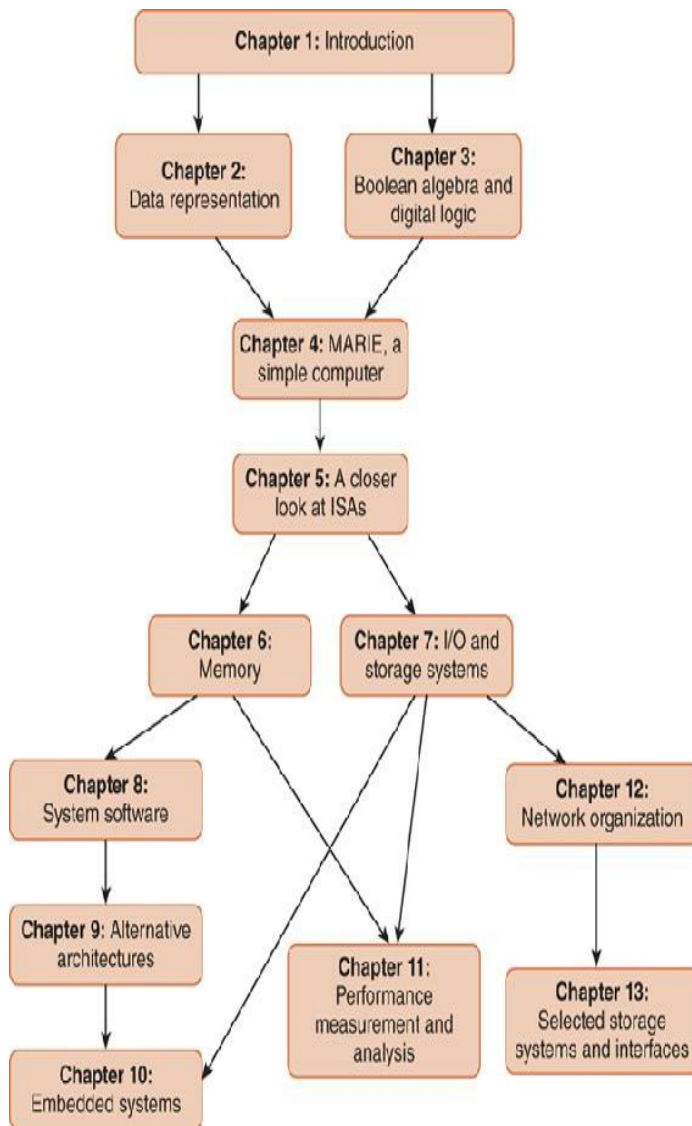 Chapter 1: Introduction
Chapter 2:
Data representation
Chapter 3:
Boolean algebra and
digital logic
Chapter 4: MARIE, a
simple computer
Chapter 5: A closer
look at ISAs
Chapter 6:
Memory
Chapter 7: I/O and
storage systems
Chapter 8:
System software
Chapter 12:
Network organization
Chapter 9: Alternative
architectures
Chapter 11:
Performance
measurement and
analysis
Chapter 13:
Selected storage
systems and interfaces
Chapter 10:
Embedded systems